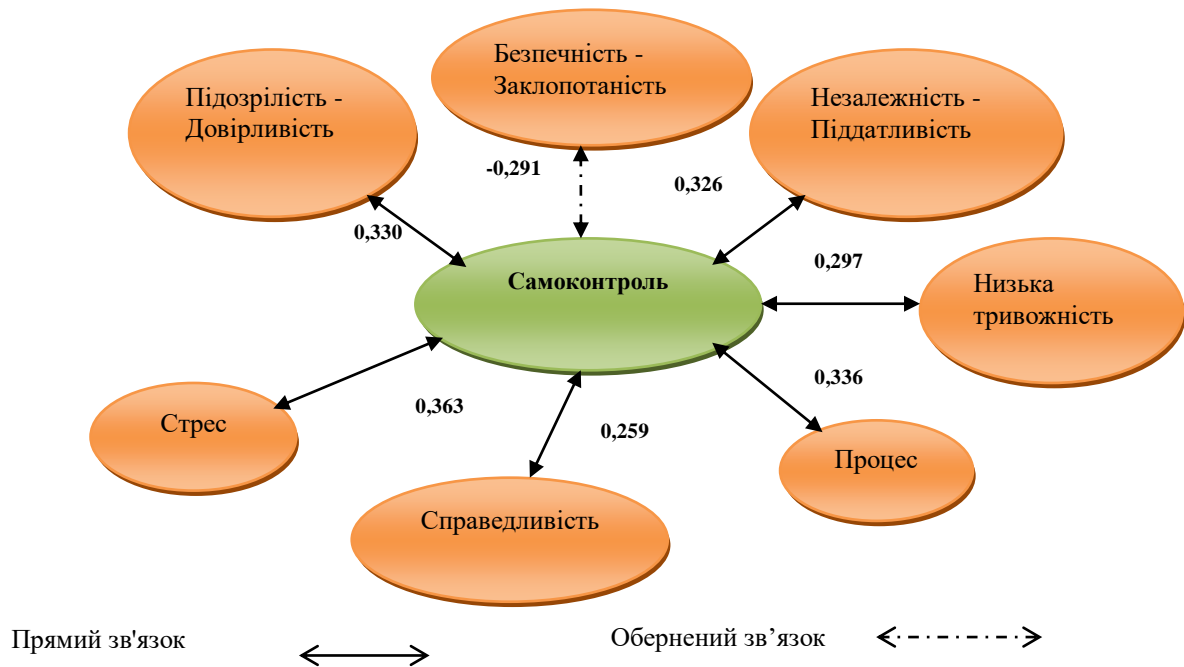 Безпечність -
Заклопотаність
Підозрілість -
Довірливість
Незалежність -
Піддатливість
-0,291
0,326
0,330
0,297
Самоконтроль
Низька
тривожність
0,336
0,363
0,259
Стрес
Процес
Справедливість
Прямий зв'язок
Обернений зв’язок